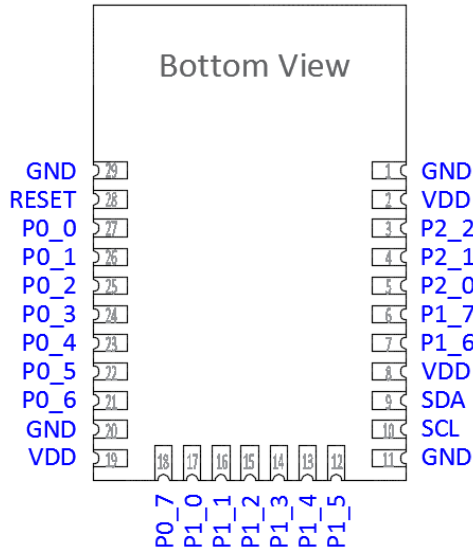 Bottom View
GND 29
RESET 28
P0_0 27
P0_1 26
P0_2 25
P0_3 24
P0_4 23
P0_5 22
P0_6 21
GND 20
VDD 19
1 GND
2 VDD
3 P2_2
4 P2_1
5 P2_0
6 P1_7
7 P1_6
8 VDD
9 SDA
10 SCL
11 GND
18 17 16 15 14 13 12
P0_7
P1_0
P1_1
P1_2
P1_3
P1_4
P1_5